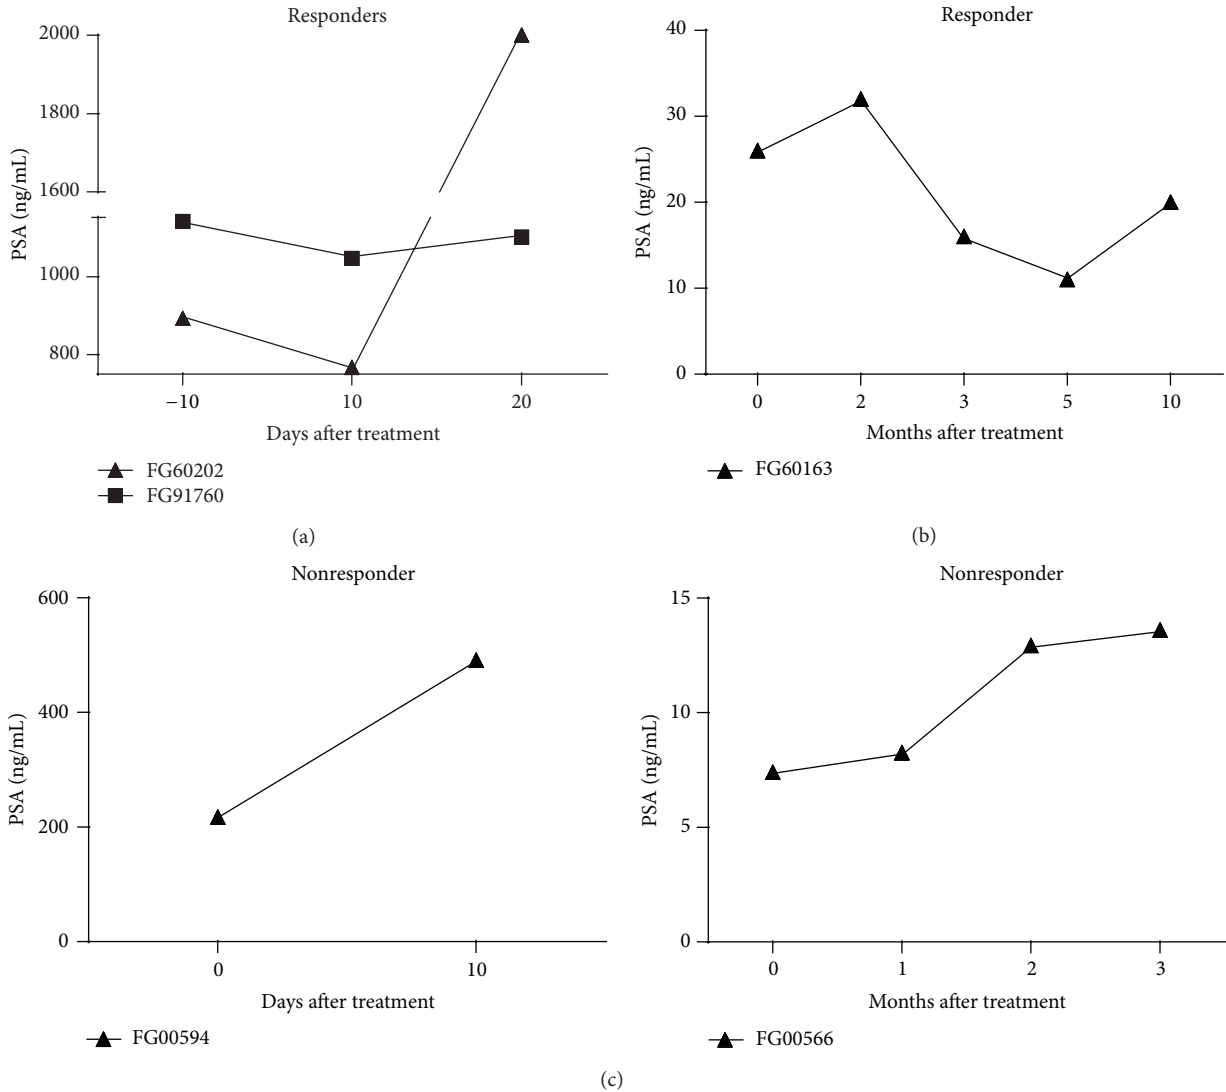 Responders
2000
1800
1600
1000
800
PSA (ng/mL)
−10 10 20
Days after treatment
FG60202
FG91760
(a)
Responder
40
30
20
10
0
PSA (ng/mL)
0 2 3 5 10
Months after treatment
FG60163
(b)
Nonresponder
600
400
200
0
PSA (ng/mL)
0 10
Days after treatment
FG00594
Nonresponder
15
10
5
0
PSA (ng/mL)
0 1 2 3
Months after treatment
FG00566
(c)